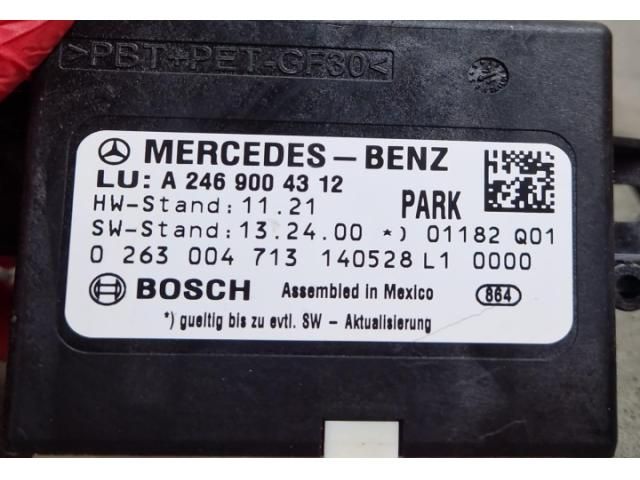 >PBT+PET-GF30<
MERCEDES-BENZ
LU: A 246 900 43 12
HW-Stand: 11.21 PARK
SW-Stand: 13.24.00 *) 01182 Q01
0 263 004 713 140528 L1 0000
BOSCH Assembled in Mexico 864
*) gueltig bis zu evtl. SW - Aktualisierung